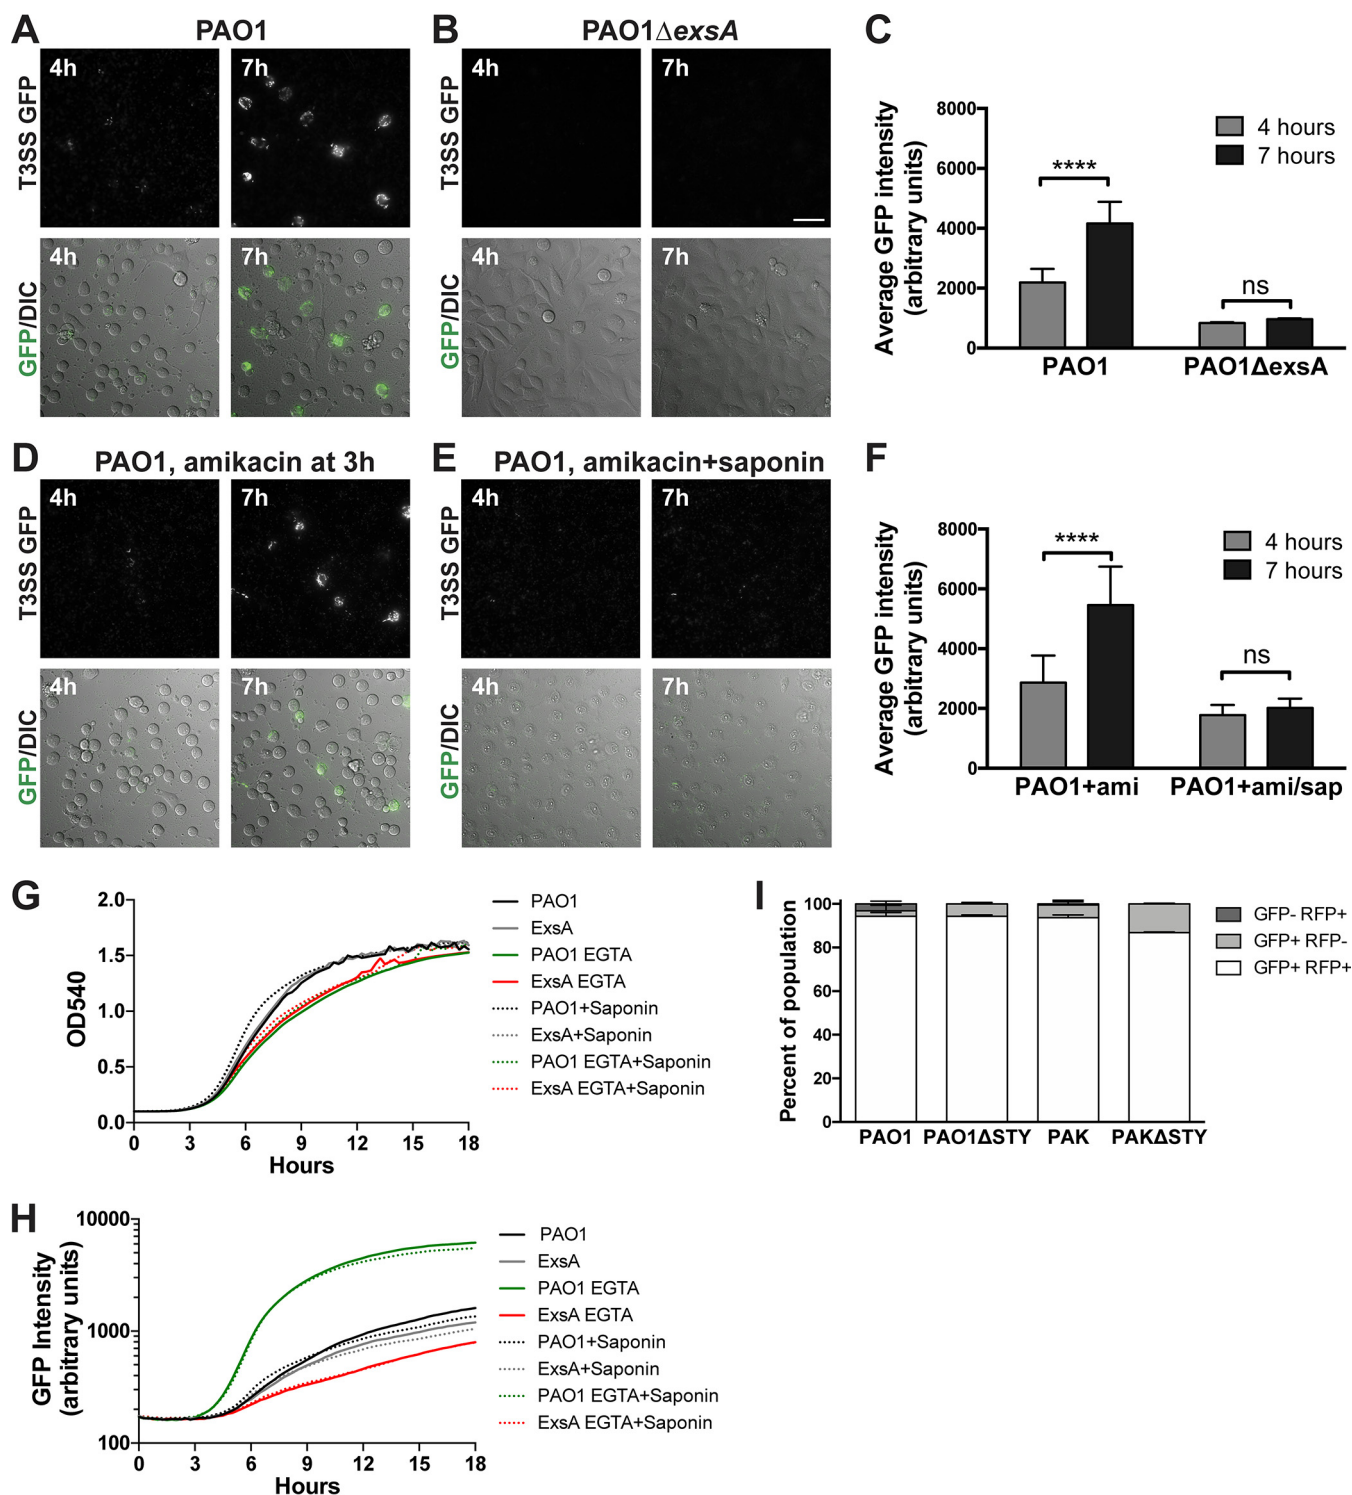 A PAO1
4h
7h
T3SS GFP
4h
7h
GFP/DIC
B PAO1ΔexsA
4h
7h
T3SS GFP
4h
7h
GFP/DIC
C
Average GFP intensity
(arbitrary units)
8000
6000
4000
2000
0
4 hours
7 hours
****
ns
PAO1 PAO1ΔexsA
D PAO1, amikacin at 3h
4h
7h
T3SS GFP
4h
7h
GFP/DIC
E PAO1, amikacin+saponin
4h
7h
T3SS GFP
4h
7h
GFP/DIC
F
Average GFP intensity
(arbitrary units)
8000
6000
4000
2000
0
4 hours
7 hours
****
ns
PAO1+ami PAO1+ami/sap
G
OD540
2.0
1.5
1.0
0.5
0.0
0 3 6 9 12 15 18
Hours
PAO1
ExsA
PAO1 EGTA
ExsA EGTA
PAO1+Saponin
ExsA+Saponin
PAO1 EGTA+Saponin
ExsA EGTA+Saponin
I
Percent of population
100
80
60
40
20
0
PAO1 PAO1ΔSTY PAK PAKΔSTY
GFP- RFP+
GFP+ RFP-
GFP+ RFP+
H
GFP Intensity
(arbitrary units)
10000
1000
100
0 3 6 9 12 15 18
Hours
PAO1
ExsA
PAO1 EGTA
ExsA EGTA
PAO1+Saponin
ExsA+Saponin
PAO1 EGTA+Saponin
ExsA EGTA+Saponin